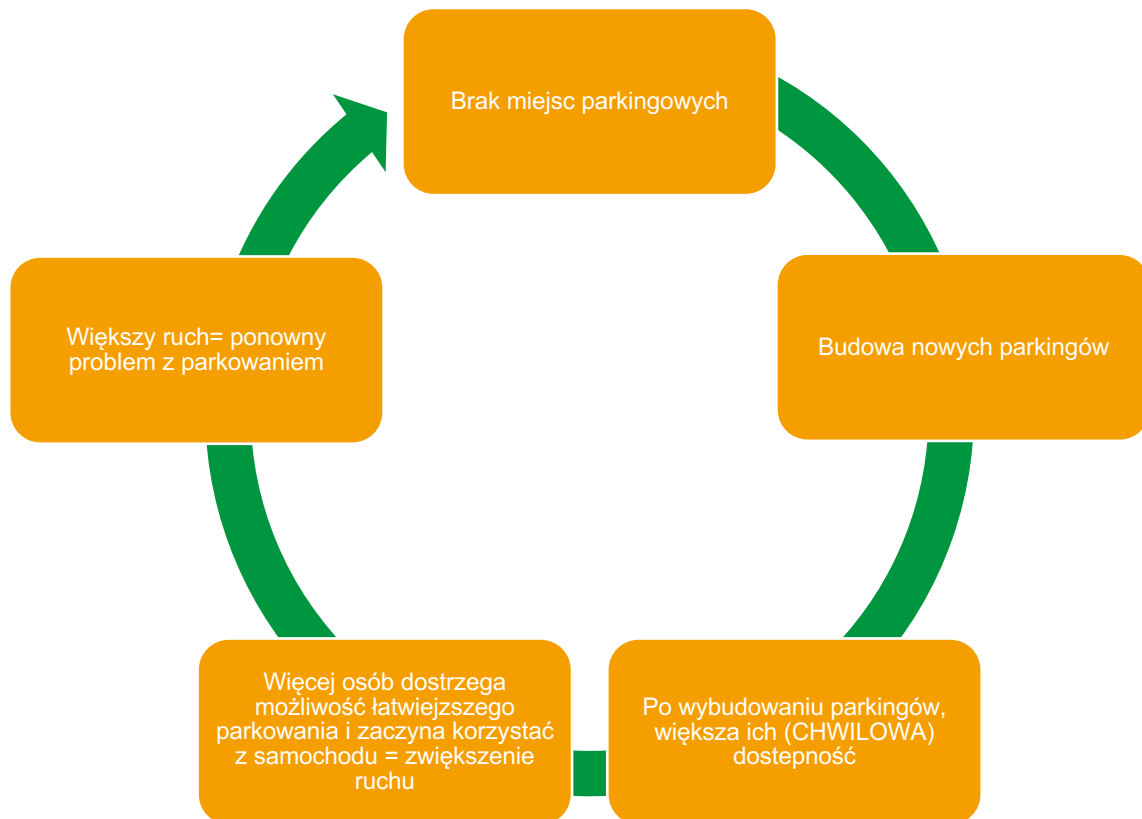 Brak miejsc parkingowych
Budowa nowych parkingów
Po wybudowaniu parkingów,
większa ich (CHWILOWA)
dostepność
Więcej osób dostrzega
możliwość łatwiejzszego
parkowania i zaczyna korzystać
z samochodu = zwiększenie
ruchu
Większy ruch= ponowny
problem z parkowaniem